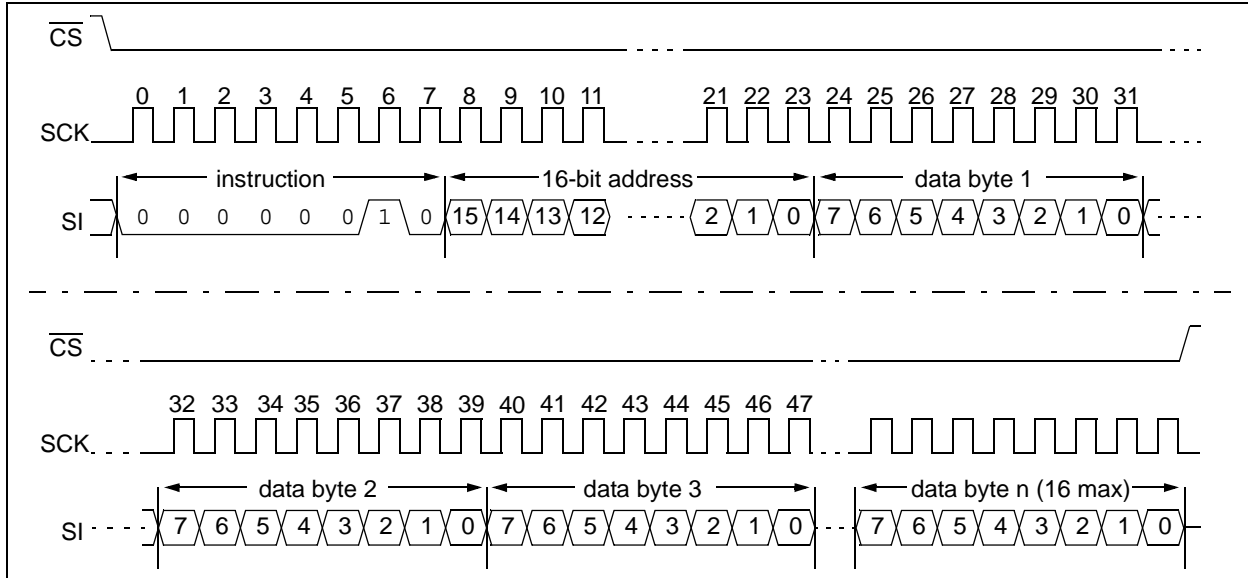 CS
0 1 2 3 4 5 6 7 8 9 10 11 21 22 23 24 25 26 27 28 29 30 31
SCK
instruction 16-bit address data byte 1
SI 0 0 0 0 0 0 1 0 15 14 13 12 2 1 0 7 6 5 4 3 2 1 0
CS
32 33 34 35 36 37 38 39 40 41 42 43 44 45 46 47
SCK
data byte 2 data byte 3 data byte n (16 max)
SI 7 6 5 4 3 2 1 0 7 6 5 4 3 2 1 0 7 6 5 4 3 2 1 0